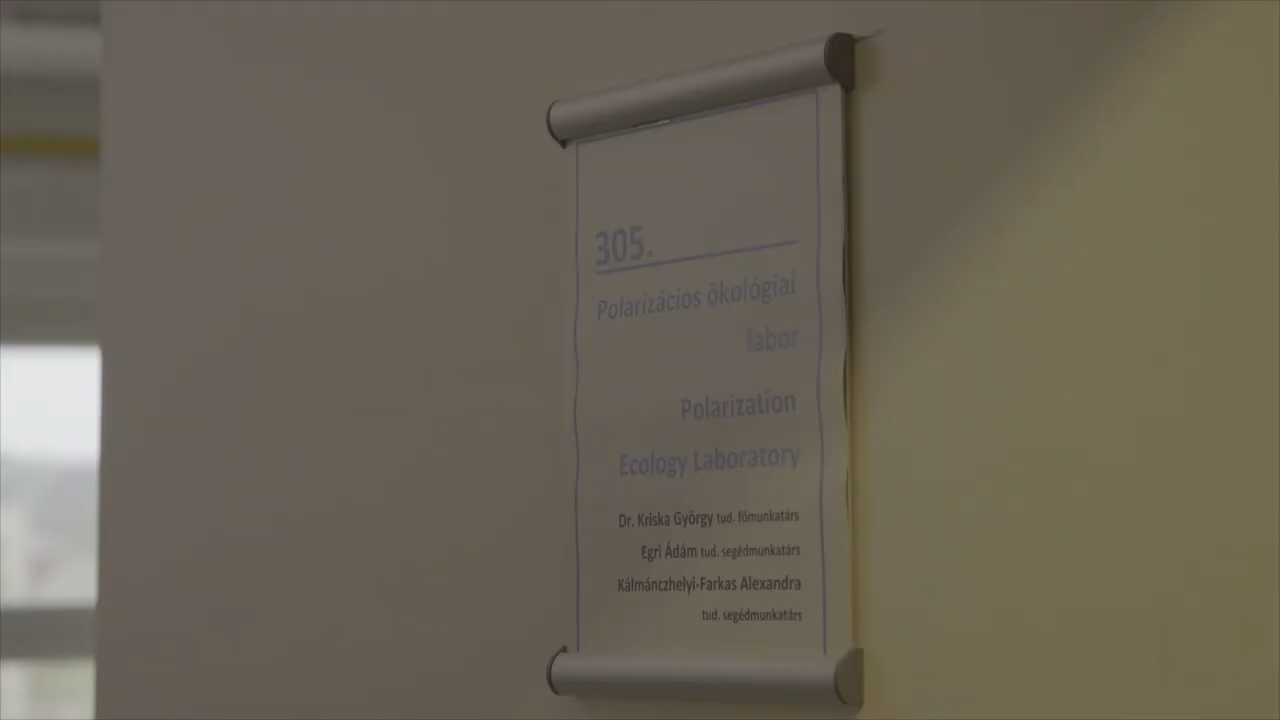 305.
Polarizációs ökológiai
labor
Polarization
Ecology Laboratory
Dr. Kriska György tud. főmunkatárs
Egri Ádám tud. segédmunkatárs
Kálmánczhelyi-Farkas Alexandra
tud. segédmunkatárs